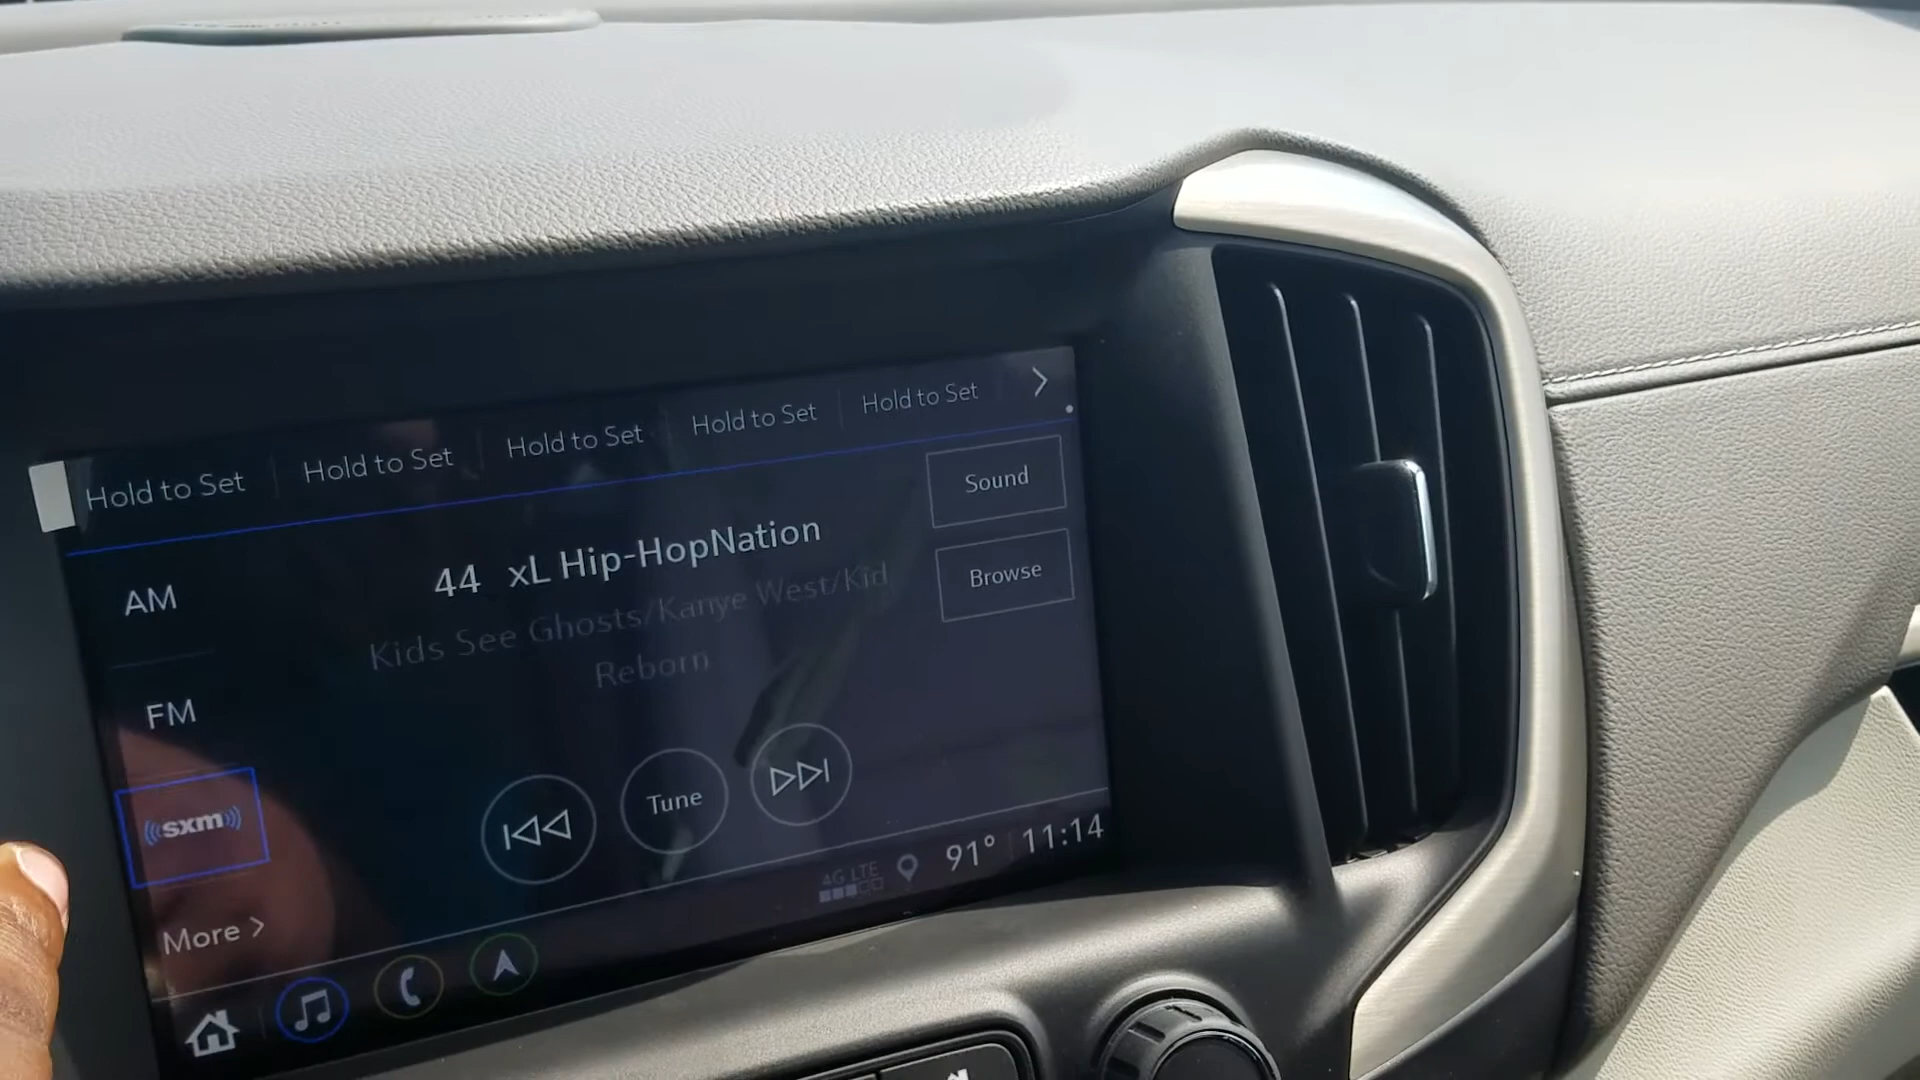 Hold to Set Hold to Set Hold to Set Hold to Set Hold to Set >
Sound
44 xL Hip-HopNation
AM
Kids See Ghosts/Kanye West/Kid
Browse
Reborn
FM
Tune
((sxm))
More >
4G LTE 91° 11:14